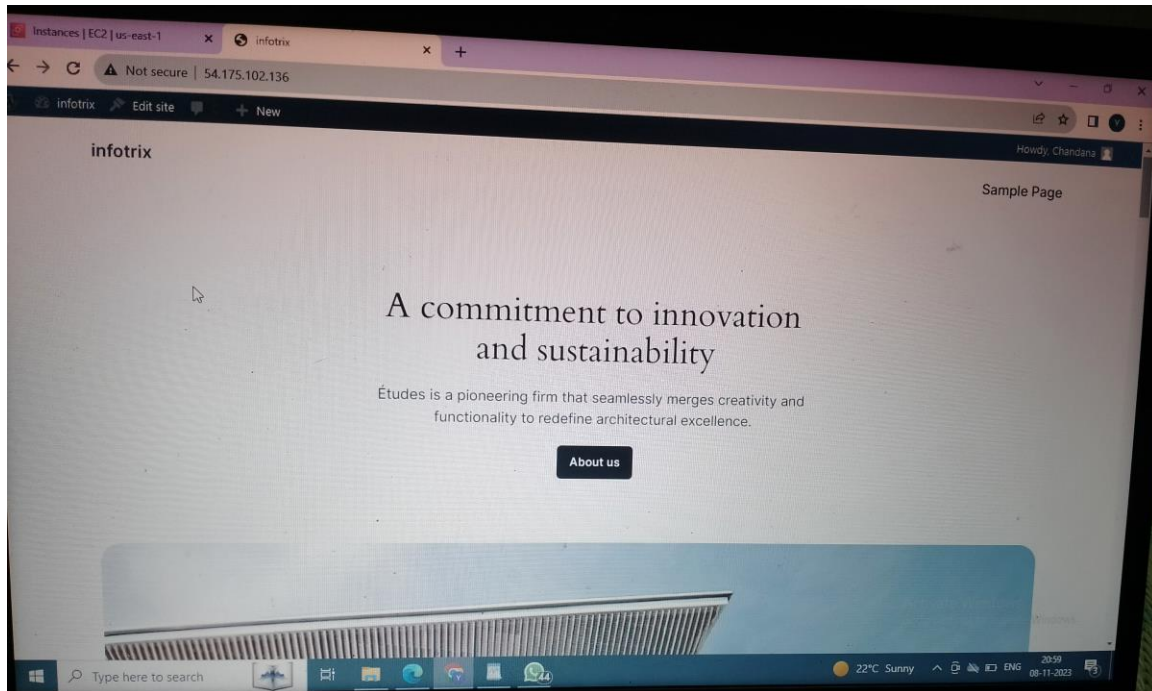 Instances | EC2 | us-east-1
infotrix
Not secure | 54.175.102.136
infotrix Edit site New
Howdy, Chandana
infotrix
Sample Page
A commitment to innovation
and sustainability
Études is a pioneering firm that seamlessly merges creativity and
functionality to redefine architectural excellence.
About us
Type here to search
44
22°C Sunny
ENG
20:59
08-11-2023
3